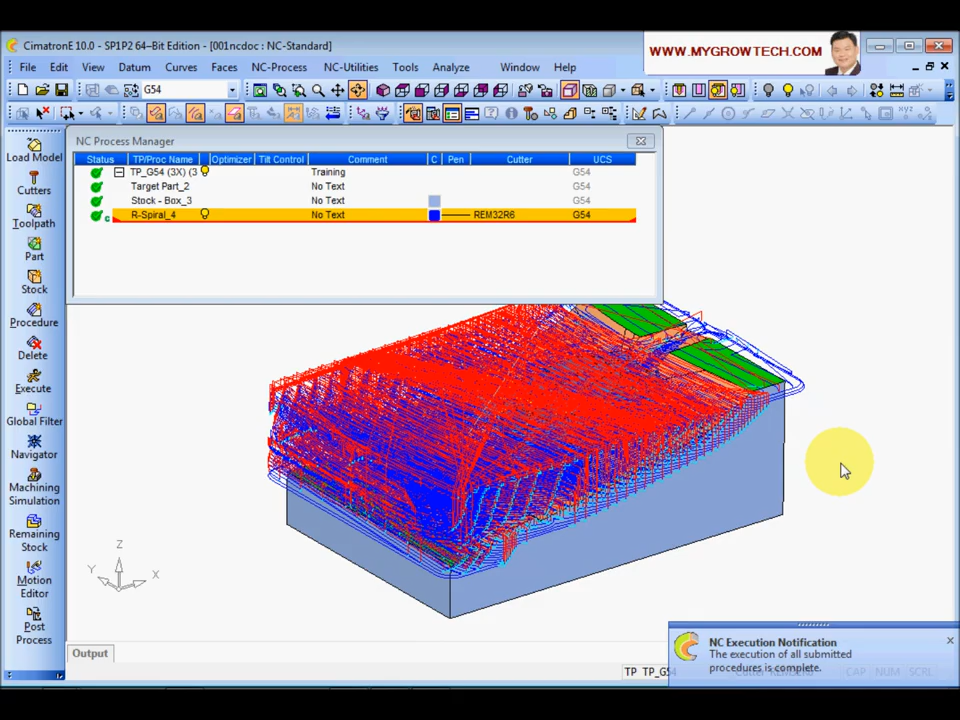 CimatronE 10.0 - SP1P2 64–Bit Edition - [001ncdoc : NC-Standard]
WWW.MYGROWTECH.COM
File Edit View Datum Curves Faces NC-Process NC-Utilities Tools Analyze Window Help
G54
Load Model
Cutters
Toolpath
Part
Stock
Procedure
Delete
Execute
Global Filter
Navigator
Machining
Simulation
Remaining
Stock
Motion
Editor
Post
Process
NC Process Manager
Status TP/Proc Name Optimizer Tilt Control Comment C Pen Cutter UCS
TP_G54 (3X) (3 Training G54
Target Part_2 No Text G54
Stock - Box_3 No Text G54
C R-Spiral_4 No Text REM32R6 G54
Z
Y
X
Output
NC Execution Notification
The execution of all submitted
procedures is complete.
TP TP_G54
CAP NUM SCRL